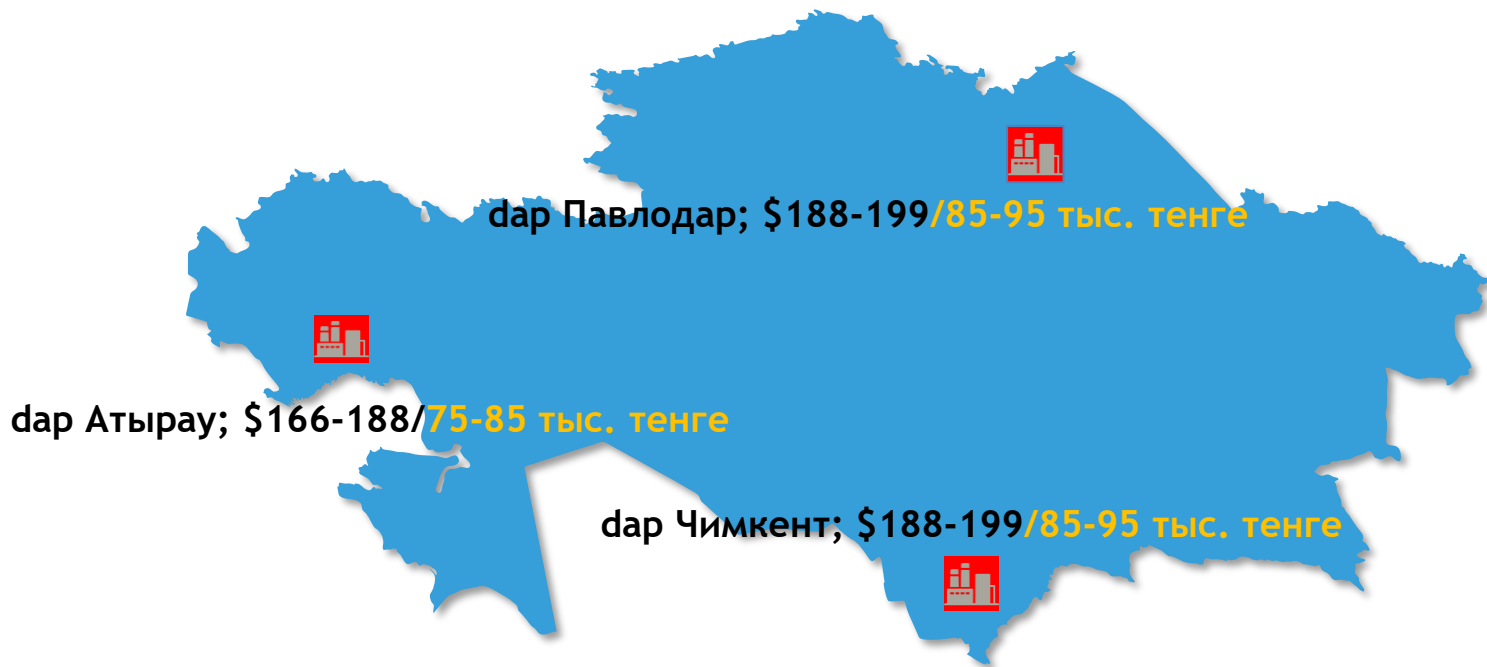 dap Павлодар; $188-199/85-95 тыс. тенге
dap Атырау; $166-188/75-85 тыс. тенге
dap Чимкент; $188-199/85-95 тыс. тенге